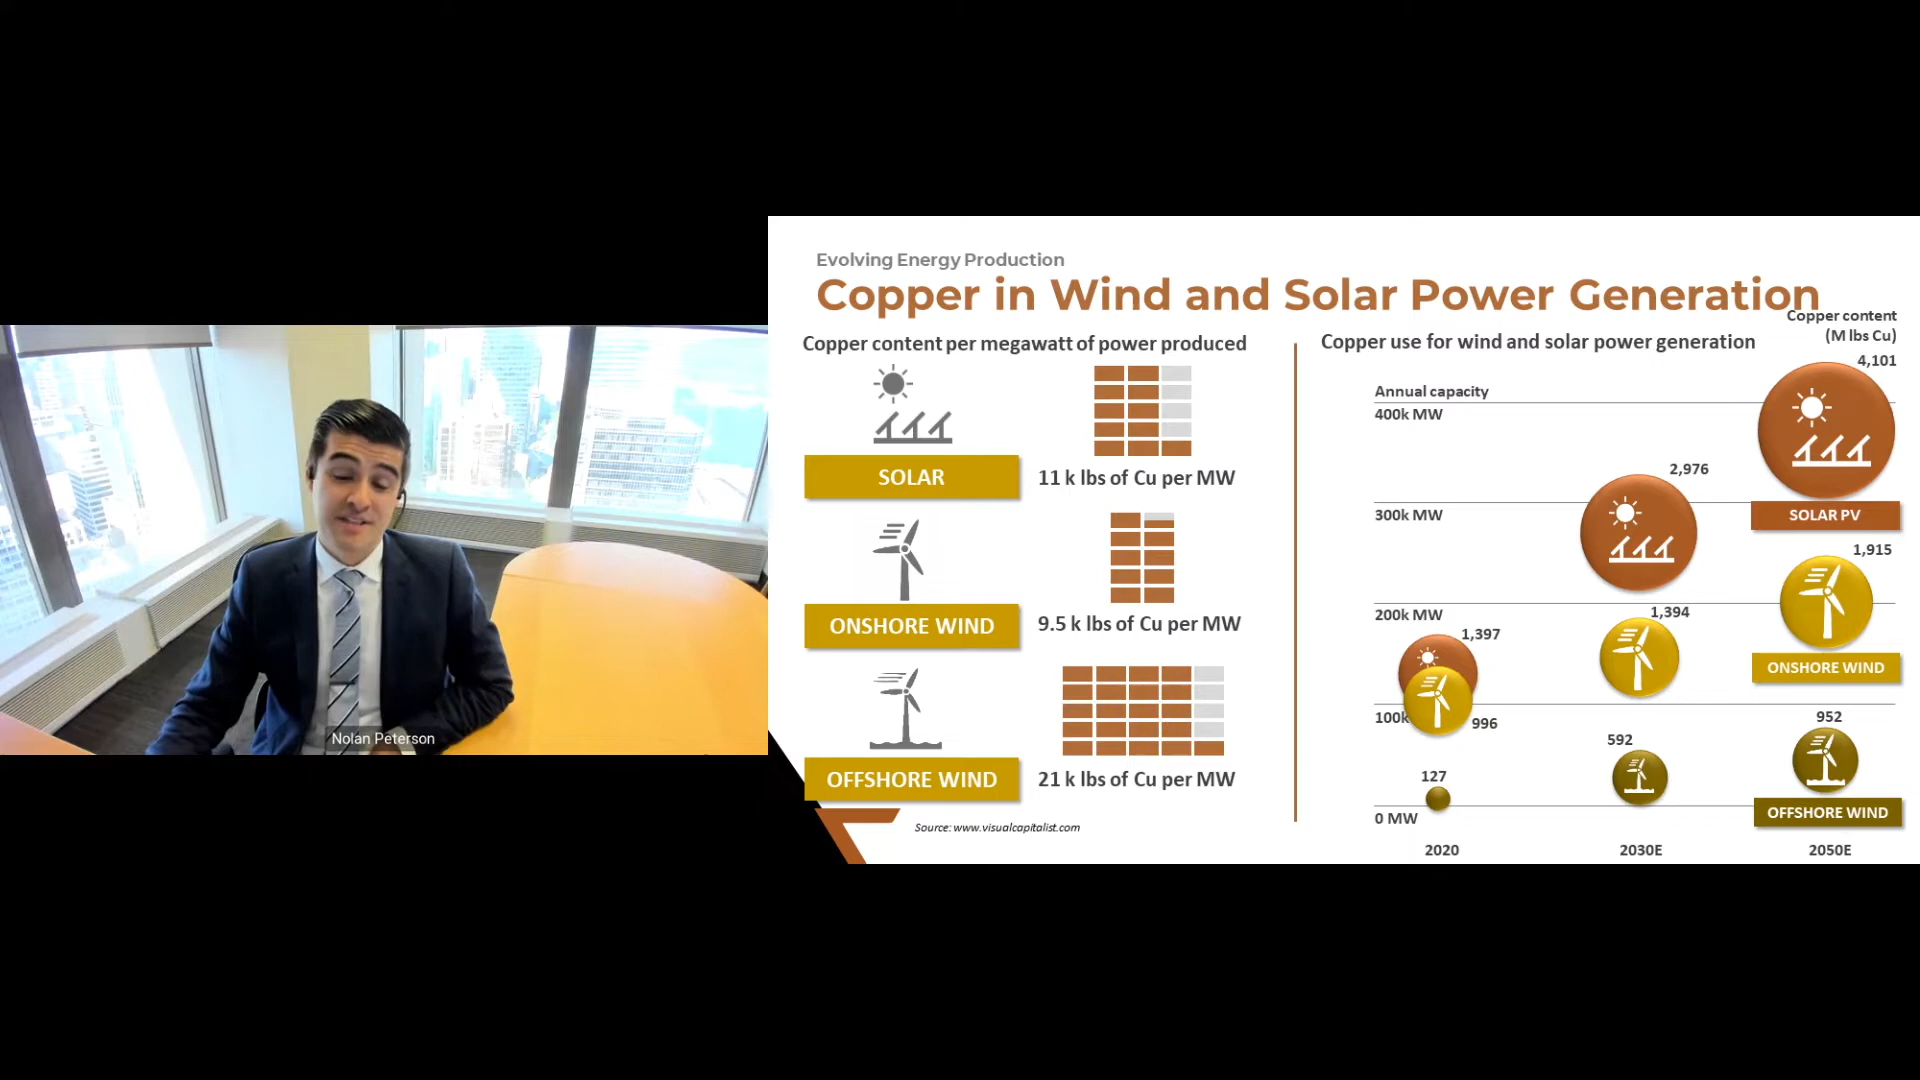 Nolan Peterson
Evolving Energy Production
Copper in Wind and Solar Power Generation
Copper content per megawatt of power produced
SOLAR
11 k lbs of Cu per MW
ONSHORE WIND
9.5 k lbs of Cu per MW
OFFSHORE WIND
21 k lbs of Cu per MW
Source: www.visualcapitalist.com
Copper use for wind and solar power generation
Copper content
(M lbs Cu)
4,101
Annual capacity
400k MW
2,976
300k MW
SOLAR PV
1,915
200k MW
1,394
1,397
ONSHORE WIND
100k
996
952
592
127
0 MW
OFFSHORE WIND
2020
2030E
2050E